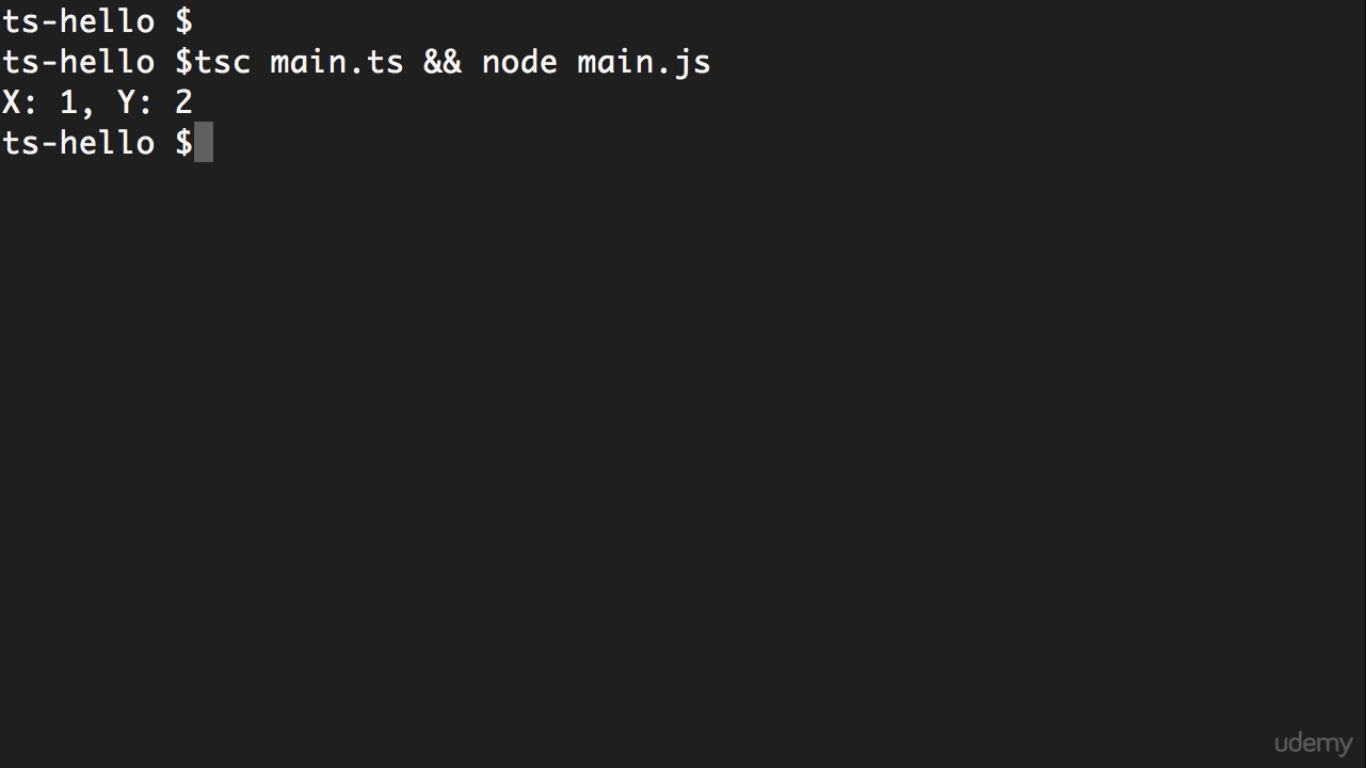 ts-hello $
ts-hello $tsc main.ts && node main.js
X: 1, Y: 2
ts-hello $
udemy